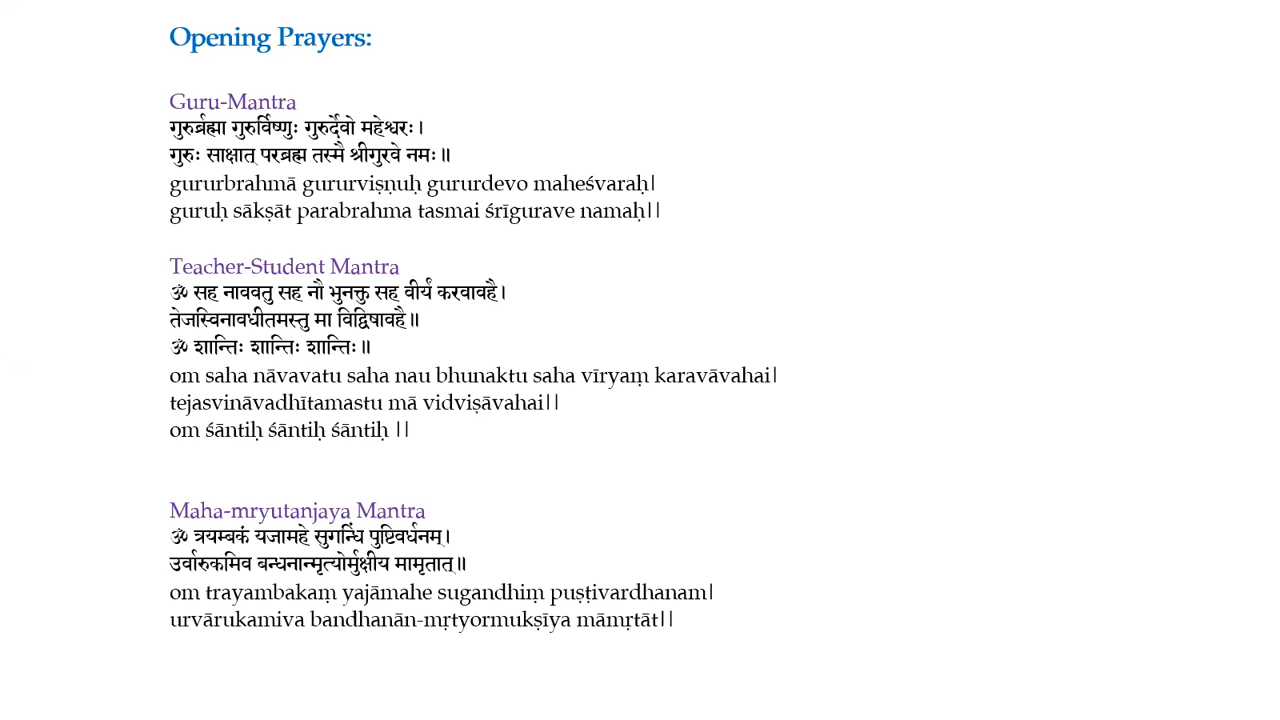 Opening Prayers:
Guru-Mantra
गुरुर्ब्रह्मा गुरुर्विष्णुः गुरुर्देवो महेश्वरः।
गुरुः साक्षात् परब्रह्म तस्मै श्रीगुरवे नमः॥
gururbrahmā gururviṣṇuḥ gururdevo maheśvaraḥ|
guruḥ sākṣāt parabrahma tasmai śrīgurave namaḥ||
Teacher-Student Mantra
ॐ सह नाववतु सह नौ भुनक्तु सह वीर्यं करवावहै।
तेजस्विनावधीतमस्तु मा विद्विषावहै॥
ॐ शान्तिः शान्तिः शान्तिः॥
om saha nāvavatu saha nau bhunaktu saha vīryaṃ karavāvahai|
tejasvināvadhītamastu mā vidviṣāvahai||
om śāntiḥ śāntiḥ śāntiḥ ||
Maha-mryutanjaya Mantra
ॐ त्रयम्बकं यजामहे सुगन्धिं पुष्टिवर्धनम्।
उर्वारुकमिव बन्धनान्मृत्योर्मुक्षीय मामृतात्॥
om trayambakaṃ yajāmahe sugandhiṃ puṣṭivardhanam|
urvārukamiva bandhanān-mṛtyormukṣīya māmṛtāt||